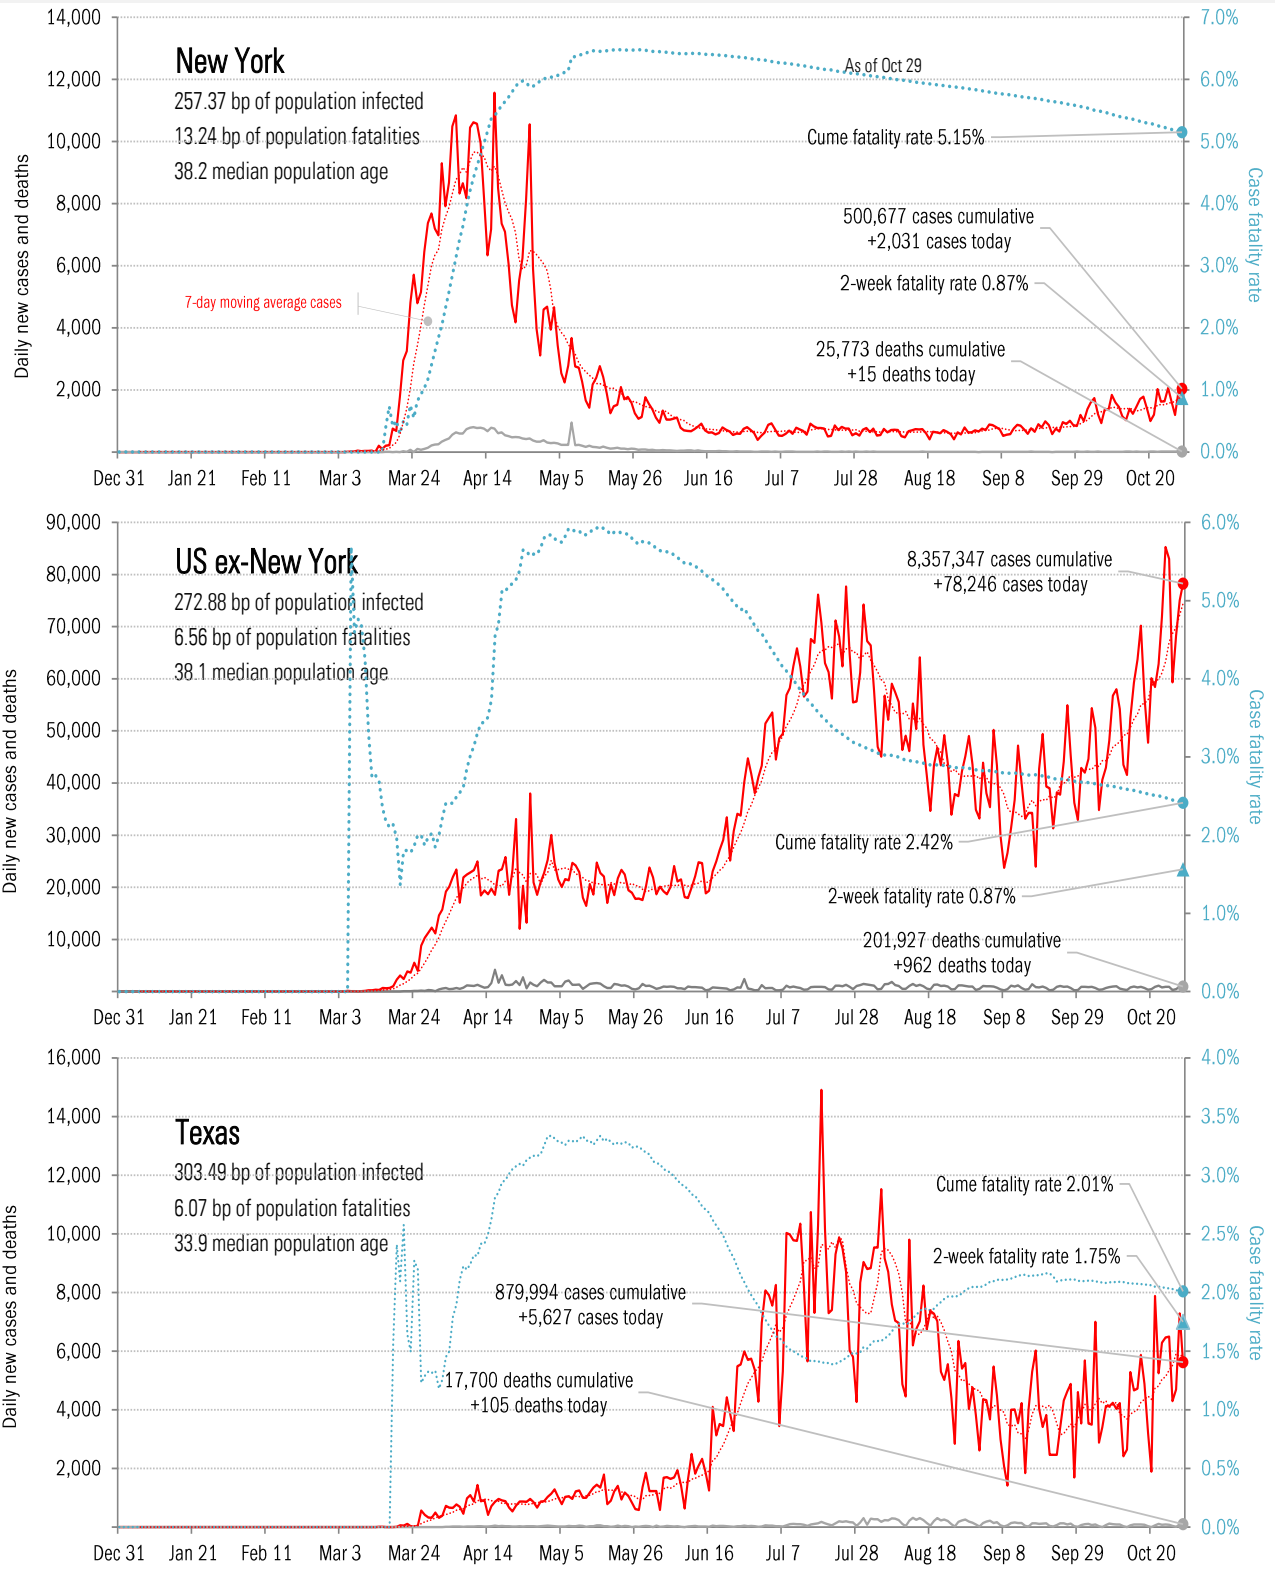 14,000
12,000
10,000
8,000
6,000
4,000
2,000
7.0%
6.0%
5.0%
4.0%
3.0%
2.0%
1.0%
0.0%
Daily new cases and deaths
Case fatality rate
New York
257.37 bp of population infected
13.24 bp of population fatalities
38.2 median population age
7-day moving average cases
As of Oct 29
Cume fatality rate 5.15%
500,677 cases cumulative
+2,031 cases today
2-week fatality rate 0.87%
25,773 deaths cumulative
+15 deaths today
Dec 31 Jan 21 Feb 11 Mar 3 Mar 24 Apr 14 May 5 May 26 Jun 16 Jul 7 Jul 28 Aug 18 Sep 8 Sep 29 Oct 20
90,000
80,000
70,000
60,000
50,000
40,000
30,000
20,000
10,000
6.0%
5.0%
4.0%
3.0%
2.0%
1.0%
0.0%
Daily new cases and deaths
Case fatality rate
US ex-New York
272.88 bp of population infected
6.56 bp of population fatalities
38.1 median population age
8,357,347 cases cumulative
+78,246 cases today
Cume fatality rate 2.42%
2-week fatality rate 0.87%
201,927 deaths cumulative
+962 deaths today
Dec 31 Jan 21 Feb 11 Mar 3 Mar 24 Apr 14 May 5 May 26 Jun 16 Jul 7 Jul 28 Aug 18 Sep 8 Sep 29 Oct 20
16,000
14,000
12,000
10,000
8,000
6,000
4,000
2,000
4.0%
3.5%
3.0%
2.5%
2.0%
1.5%
1.0%
0.5%
0.0%
Daily new cases and deaths
Case fatality rate
Texas
303.49 bp of population infected
6.07 bp of population fatalities
33.9 median population age
Cume fatality rate 2.01%
2-week fatality rate 1.75%
879,994 cases cumulative
+5,627 cases today
17,700 deaths cumulative
+105 deaths today
Dec 31 Jan 21 Feb 11 Mar 3 Mar 24 Apr 14 May 5 May 26 Jun 16 Jul 7 Jul 28 Aug 18 Sep 8 Sep 29 Oct 20